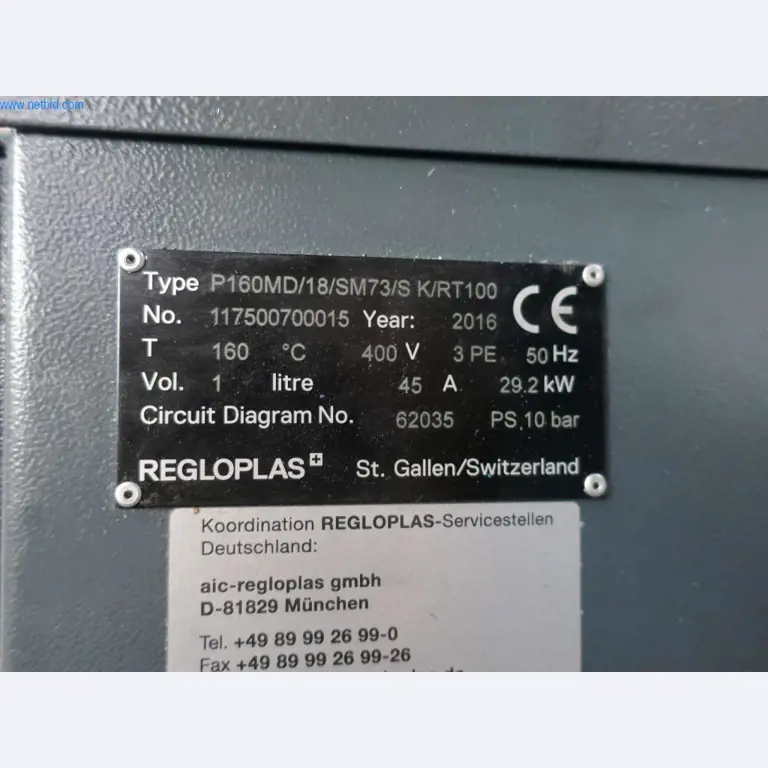 www.netbid.com
Type P160MD/18/SM73/S K/RT100
No. 117500700015 Year: 2016 CE
T 160 °C 400 V 3 PE 50 Hz
Vol. 1 litre 45 A 29.2 kW
Circuit Diagram No. 62035 PS 10 bar
REGLOPLAS St. Gallen/Switzerland
Koordination REGLOPLAS-Servicestellen
Deutschland:
aic-regloplas gmbh
D-81829 München
Tel. +49 89 99 26 99-0
Fax +49 89 99 26 99-26